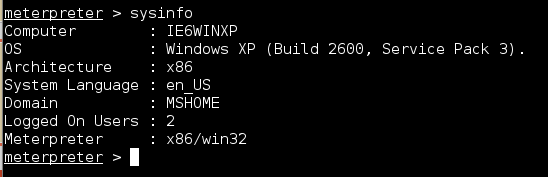 meterpreter > sysinfo
Computer        : IE6WINXP
OS              : Windows XP (Build 2600, Service Pack 3).
Architecture    : x86
System Language : en_US
Domain          : MSHOME
Logged On Users : 2
Meterpreter     : x86/win32
meterpreter >